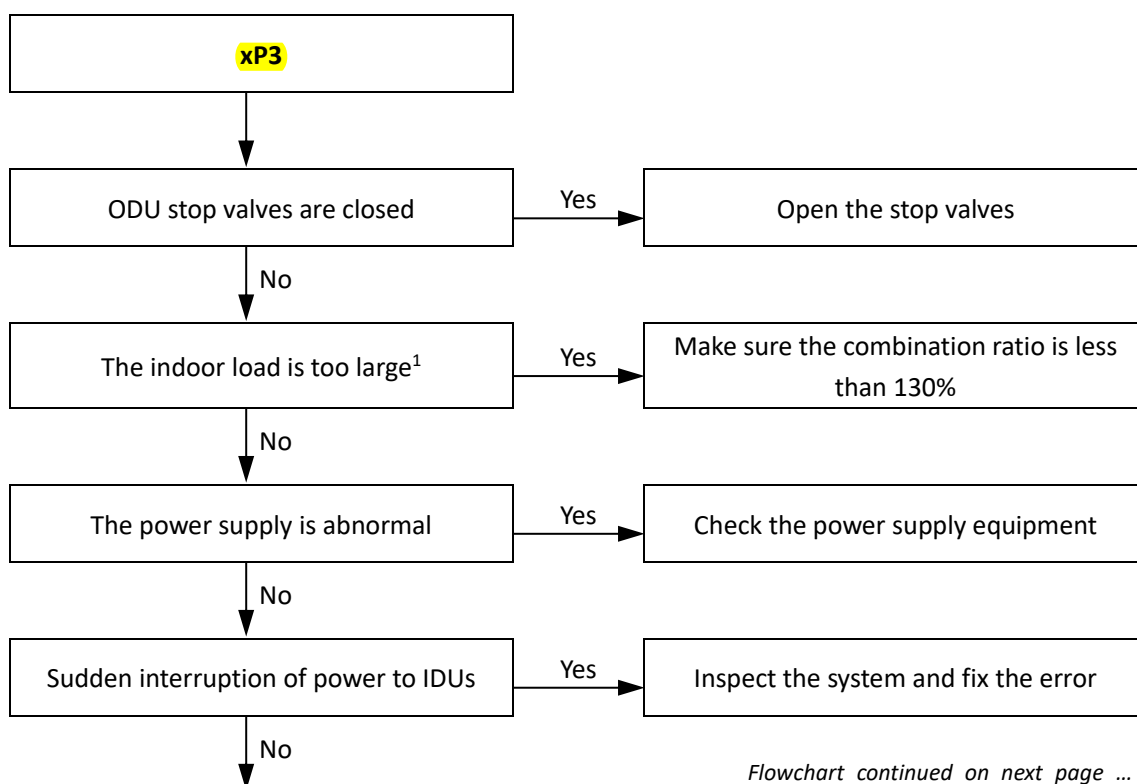 xP3
ODU stop valves are closed
Yes
Open the stop valves
No
The indoor load is too large¹
Yes
Make sure the combination ratio is less
than 130%
No
The power supply is abnormal
Yes
Check the power supply equipment
No
Sudden interruption of power to IDUs
Yes
Inspect the system and fix the error
No
Flowchart continued on next page …